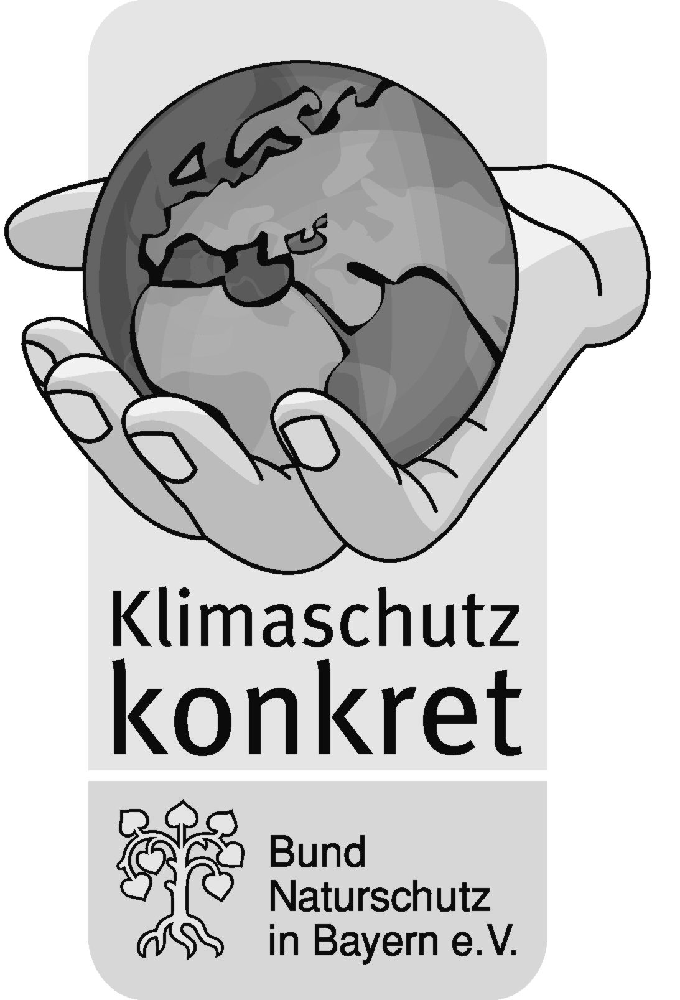 Klimaschutz
konkret
Bund
Naturschutz
in Bayern e.V.